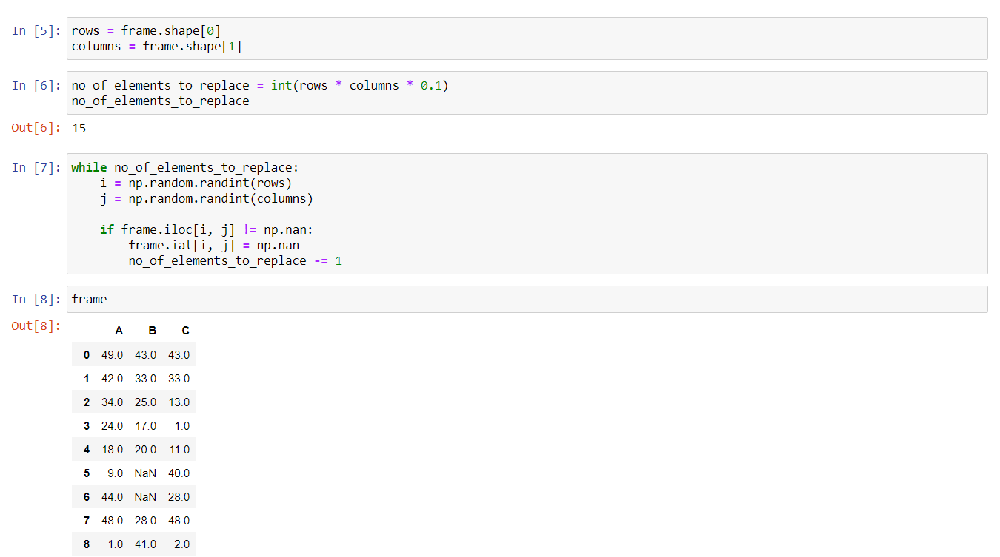 In [5]: rows = frame.shape[0]
columns = frame.shape[1]
In [6]: no_of_elements_to_replace = int(rows * columns * 0.1)
no_of_elements_to_replace
Out[6]: 15
In [7]: while no_of_elements_to_replace:
    i = np.random.randint(rows)
    j = np.random.randint(columns)
    if frame.iloc[i, j] != np.nan:
        frame.iat[i, j] = np.nan
        no_of_elements_to_replace -= 1
In [8]: frame
Out[8]:
A B C
0 49.0 43.0 43.0
1 42.0 33.0 33.0
2 34.0 25.0 13.0
3 24.0 17.0 1.0
4 18.0 20.0 11.0
5 9.0 NaN 40.0
6 44.0 NaN 28.0
7 48.0 28.0 48.0
8 1.0 41.0 2.0